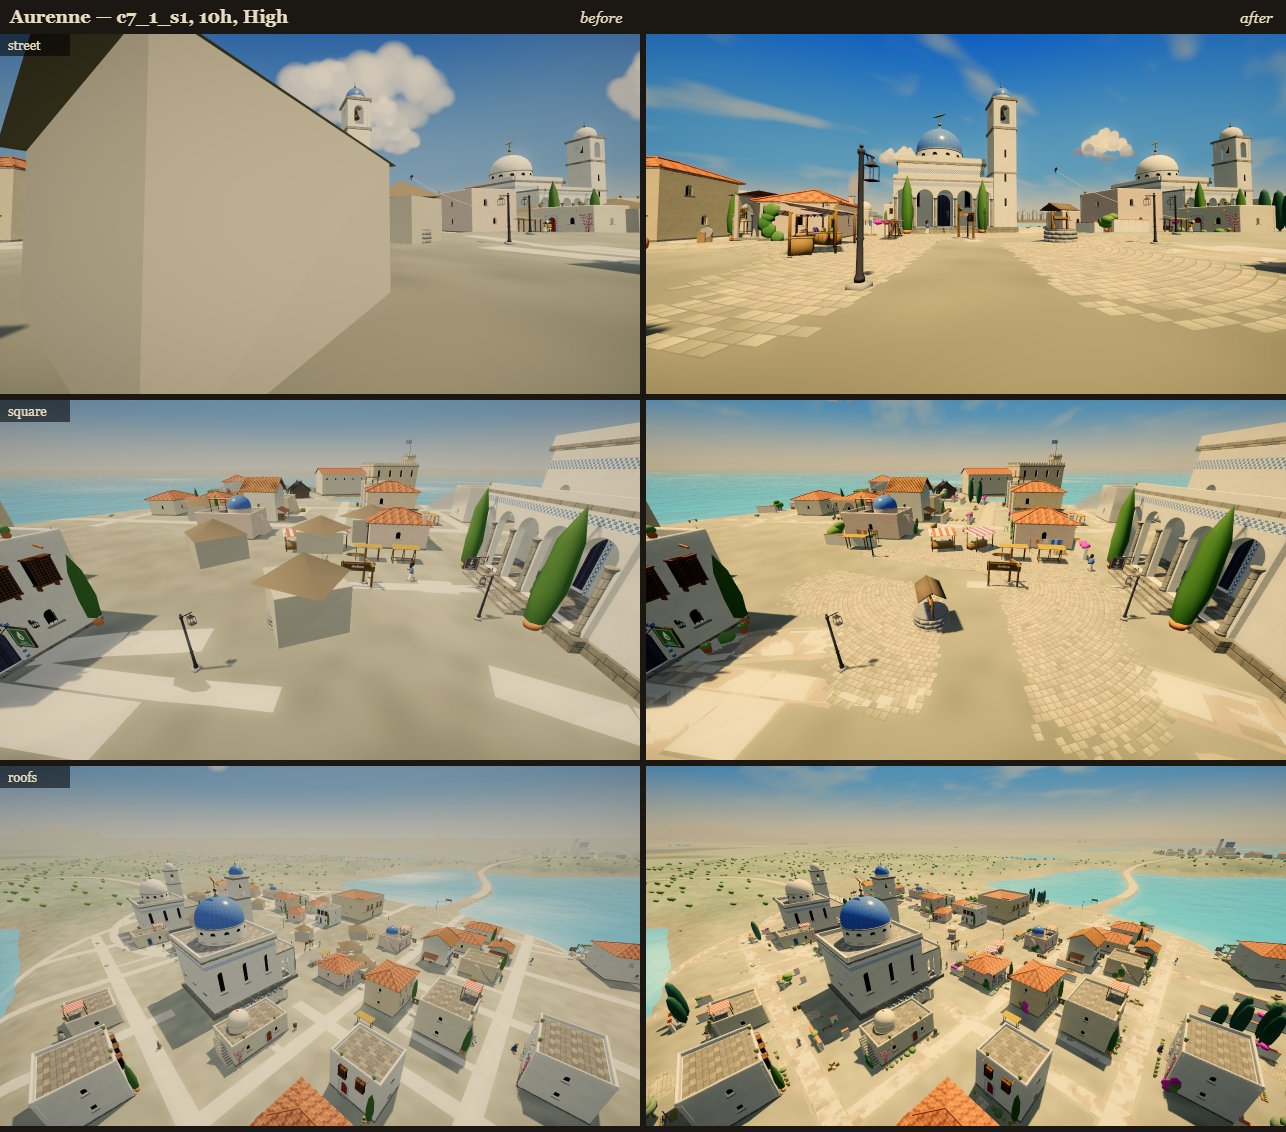 Aurenne — c7_1_s1, 10h, High
before
after
street
square
roofs